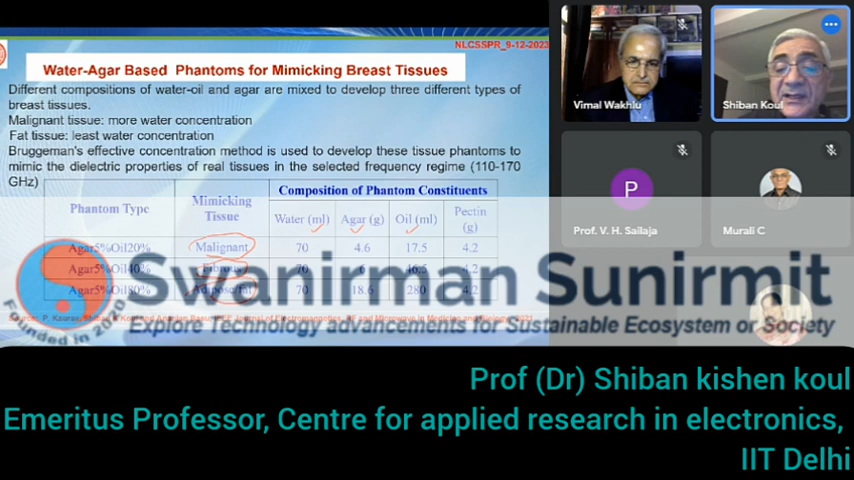 NLCSSPR_9-12-2023
Water-Agar Based Phantoms for Mimicking Breast Tissues
Different compositions of water-oil and agar are mixed to develop three different types of
breast tissues.
Malignant tissue: more water concentration
Fat tissue: least water concentration
Bruggeman's effective concentration method is used to develop these tissue phantoms to
mimic the dielectric properties of real tissues in the selected frequency regime (110-170
GHz)
Phantom Type
Mimicking
Tissue
Composition of Phantom Constituents
Water (ml)
Agar (g)
Oil (ml)
Pectin
(g)
Agar5%Oil20%
Malignant
70
4.6
17.5
4.2
Agar5%Oil40%
Fibrous
70
4.2
Agar5%Oil80%
70
18.6
280
4.2
Vimal Wakhlu
Shiban Koul
P
Prof. V. H. Sailaja
Murali C
Swanirman Sunirmit
Founded in 2020
Explore Technology advancements for Sustainable Ecosystem or Society
Prof (Dr) Shiban kishen koul
Emeritus Professor, Centre for applied research in electronics,
IIT Delhi